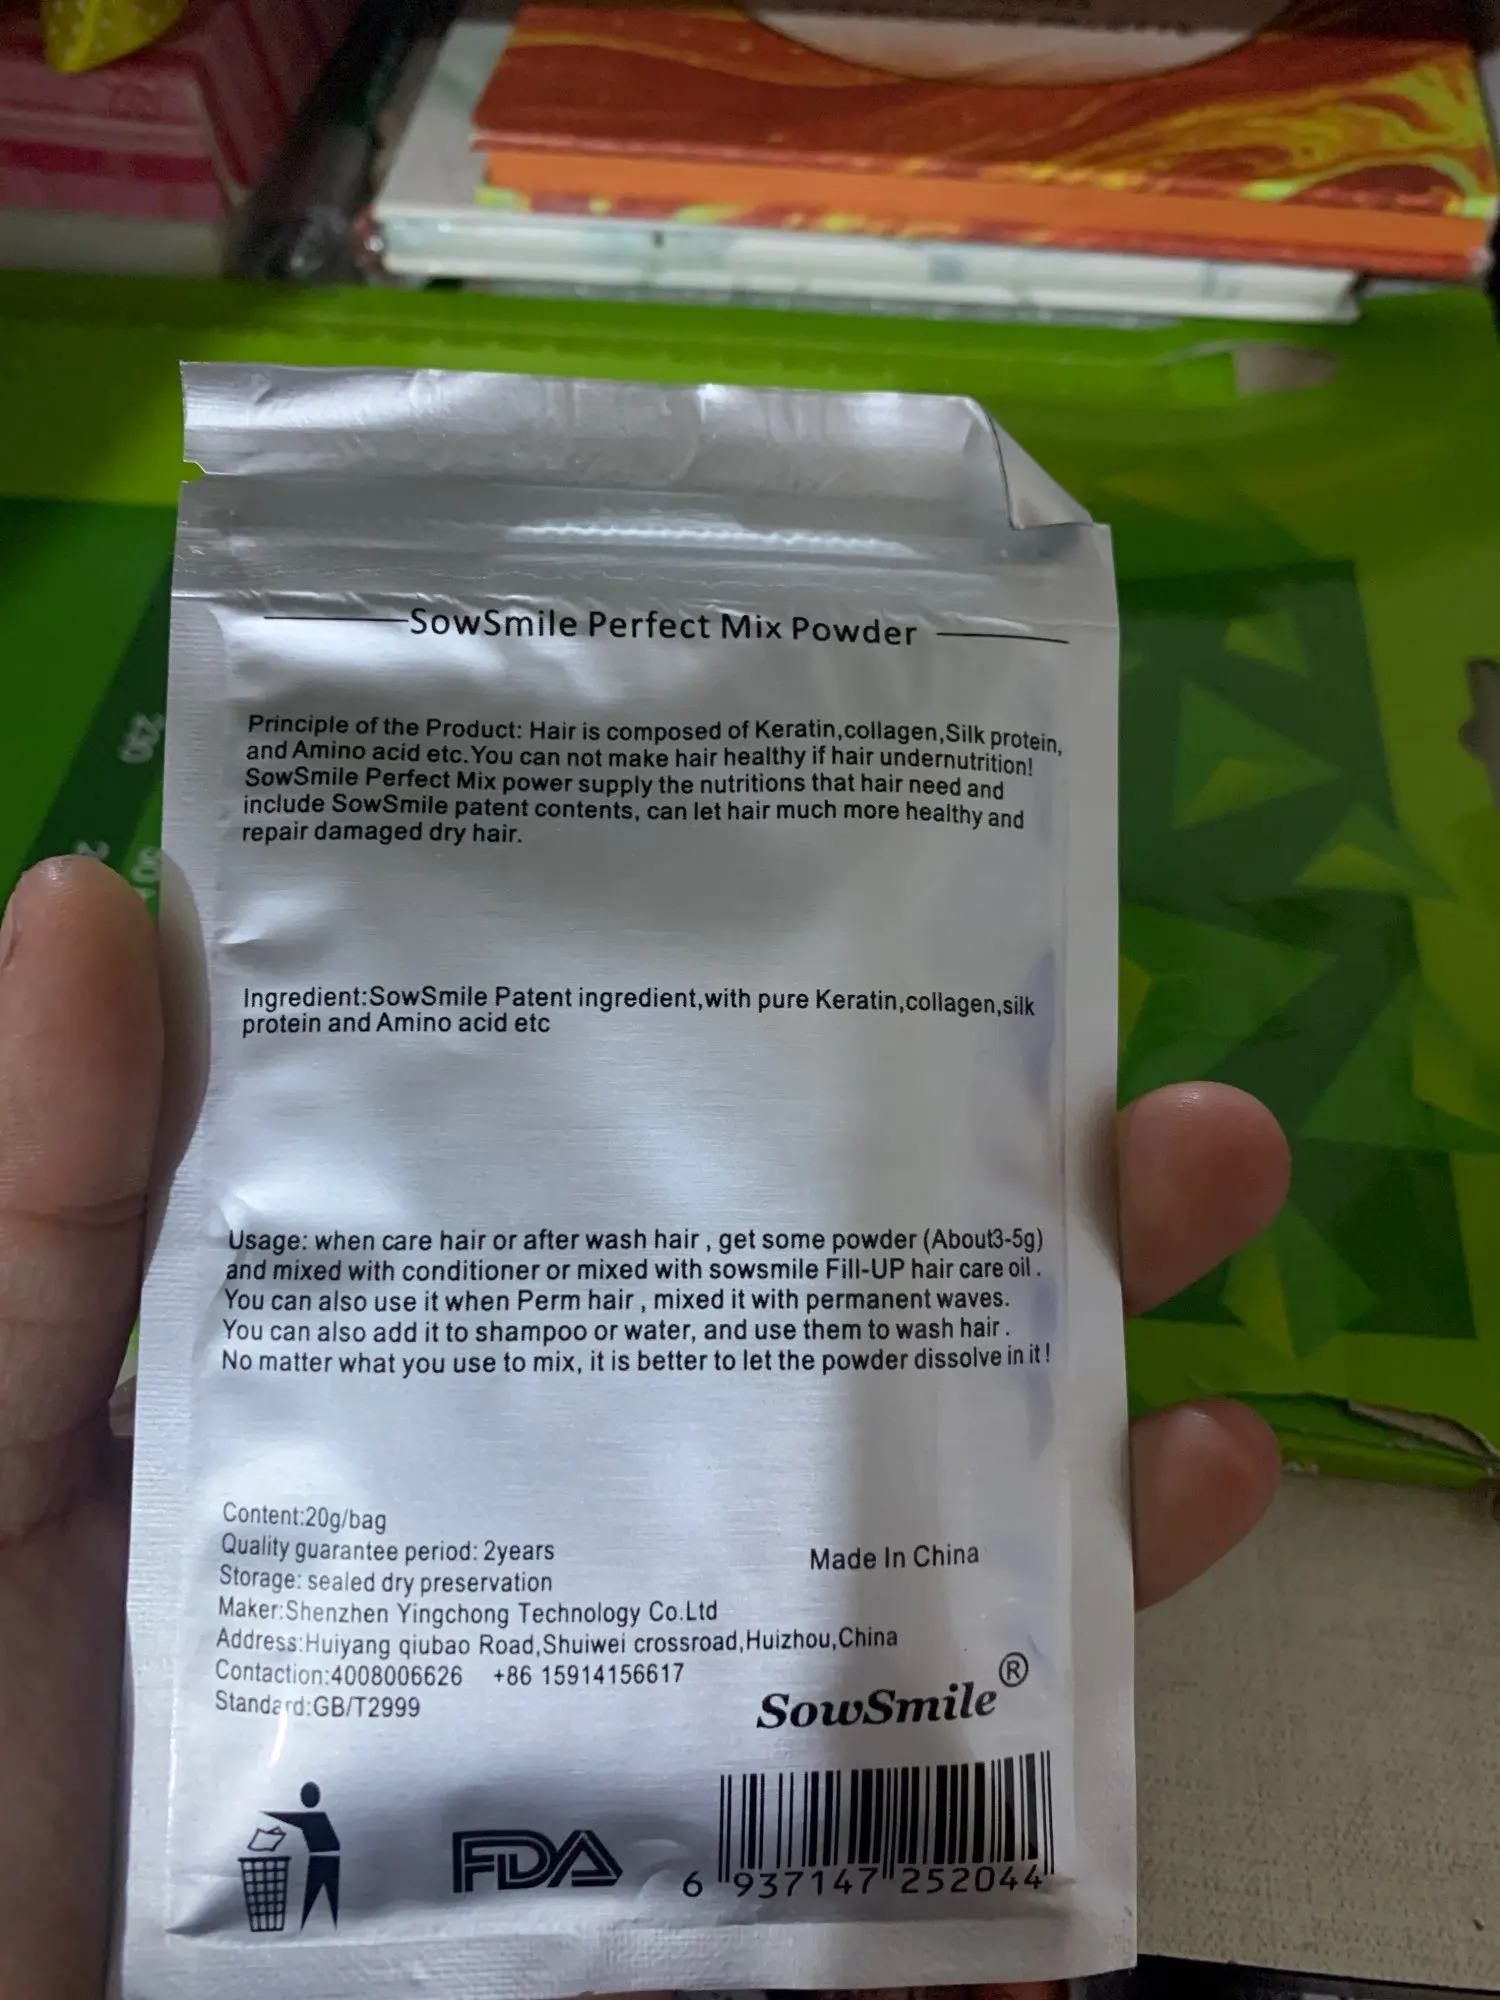 SowSmile Perfect Mix Powder
Principle of the Product: Hair is composed of Keratin,collagen,Silk protein,
and Amino acid etc.You can not make hair healthy if hair undernutrition!
SowSmile Perfect Mix power supply the nutritions that hair need and
include SowSmile patent contents, can let hair much more healthy and
repair damaged dry hair.
Ingredient:SowSmile Patent ingredient,with pure Keratin,collagen,silk
protein and Amino acid etc
Usage: when care hair or after wash hair , get some powder (About3-5g)
and mixed with conditioner or mixed with sowsmile Fill-UP hair care oil .
You can also use it when Perm hair , mixed it with permanent waves.
You can also add it to shampoo or water, and use them to wash hair .
No matter what you use to mix, it is better to let the powder dissolve in it !
Content:20g/bag
Quality guarantee period: 2years
Storage: sealed dry preservation
Made In China
Maker:Shenzhen Yingchong Technology Co.Ltd
Address:Huiyang qiubao Road,Shuiwei crossroad,Huizhou,China
Contaction:4008006626 +86 15914156617
Standard:GB/T2999
SowSmile®
FDA
6 937147 252044